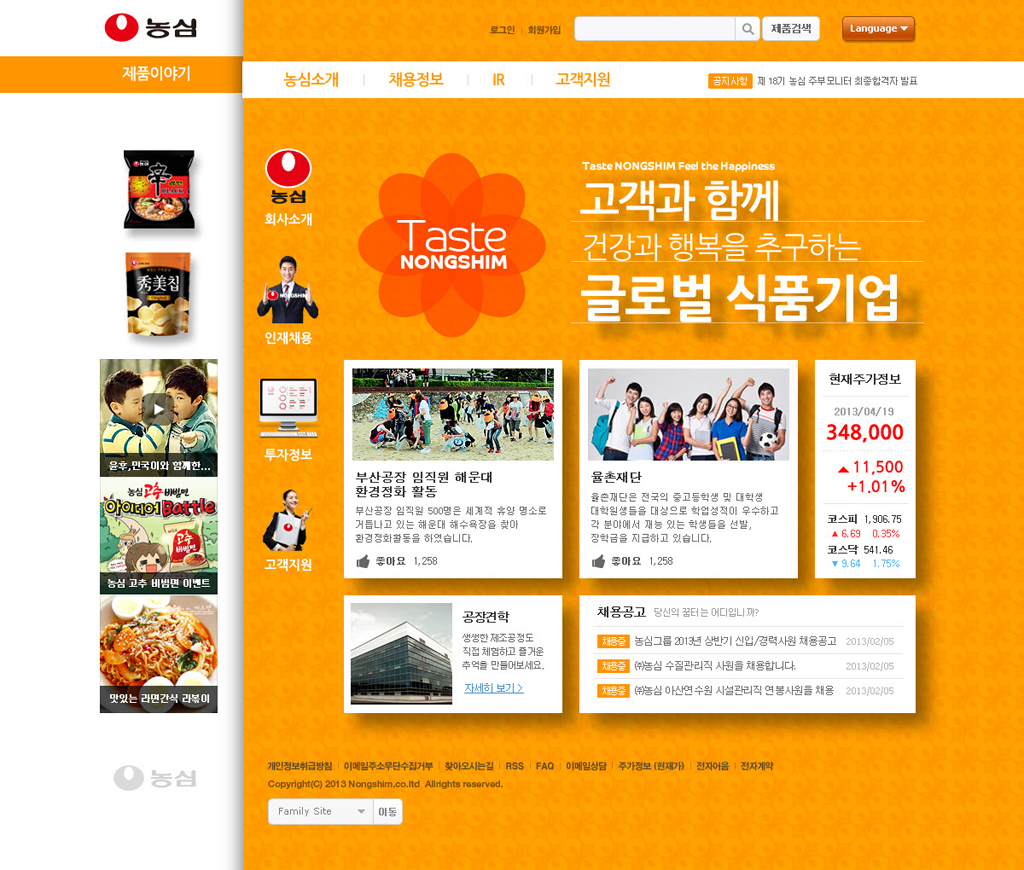 농심
로그인
회원가입
제품검색
Language
제품이야기
농심소개
채용정보
IR
고객지원
공지사항
제 18기 농심 주부모니터 최종합격자 발표
농심
회사소개
인재채용
투자정보
고객지원
Taste
NONGSHIM
Taste NONGSHIM Feel the Happiness
고객과 함께
건강과 행복을 추구하는
글로벌 식품기업
농심
辛
BLACK
秀美칩
Original
NONGSHIM
윤후,민국이와 함께한...
농심 고추 비빔면
아이데어 Battle
고추
비빔면
농심 고추 비빔면 이벤트
맛있는 라면간식 라볶이
부산공장 임직원 해운대
환경정화 활동
부산공장 임직원 500명은 세계적 휴양 명소로
거듭나고 있는 해운대 해수욕장을 찾아
환경정화활동을 하였습니다.
좋아요 1,258
율촌재단
율촌재단은 전국의 중고등학생 및 대학생
대학원생들을 대상으로 학업성적이 우수하고
각 분야에서 재능 있는 학생들을 선발,
장학금을 지급하고 있습니다.
좋아요 1,258
현재주가정보
2013/04/19
348,000
▲ 11,500
+1.01%
코스피 1,906.75
▲ 6.69 0.35%
코스닥 541.46
▼ 9.64 1.75%
공장견학
생생한 제조공정도
직접 체험하고 즐거운
추억을 만들어보세요.
자세히 보기 >
채용공고 당신의 꿈터는 어디입니까?
채용중 농심그룹 2013년 상반기 신입/경력사원 채용공고 2013/02/05
채용중 ㈜농심 수질관리직 사원을 채용합니다. 2013/02/05
채용중 ㈜농심 아산연수원 시설관리직 연봉사원을 채용 2013/02/05
개인정보취급방침 | 이메일주소무단수집거부 | 찾아오시는길 | RSS | FAQ | 이메일상담 | 주가정보 (현재가) | 전자어음 | 전자계약
Copyright(C) 2013 Nongshim.co.ltd Allrights reserved.
Family Site
이동
농심